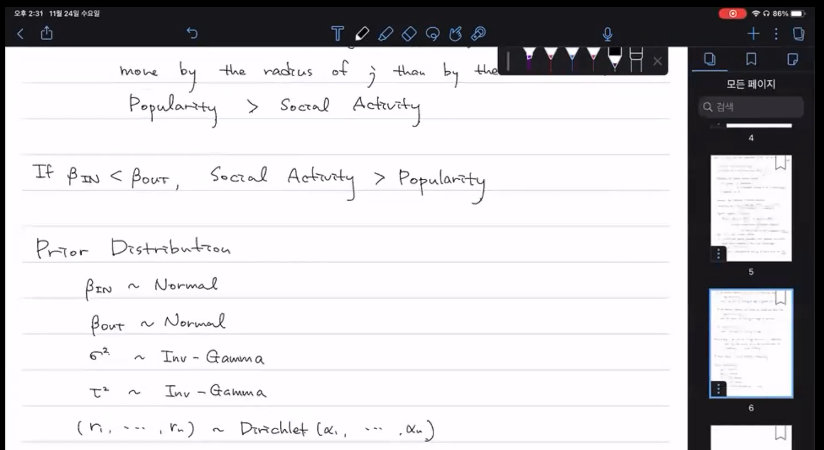 오후 2:31 11월 24일 수요일
86%
move by the radius of j than by the
Popularity > Social Activity
If βIN < βOUT, Social Activity > Popularity
Prior Distribution
βIN ~ Normal
βOUT ~ Normal
σ² ~ Inv - Gamma
τ² ~ Inv - Gamma
(r₁, ⋯, rₙ) ~ Dirichlet (α₁, ⋯, αₙ)
모든 페이지
검색
4
5
6